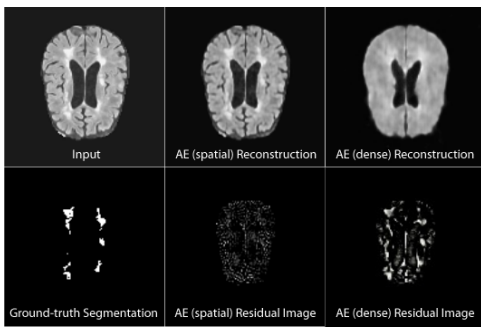 Input
AE (spatial) Reconstruction
AE (dense) Reconstruction
Ground-truth Segmentation
AE (spatial) Residual Image
AE (dense) Residual Image